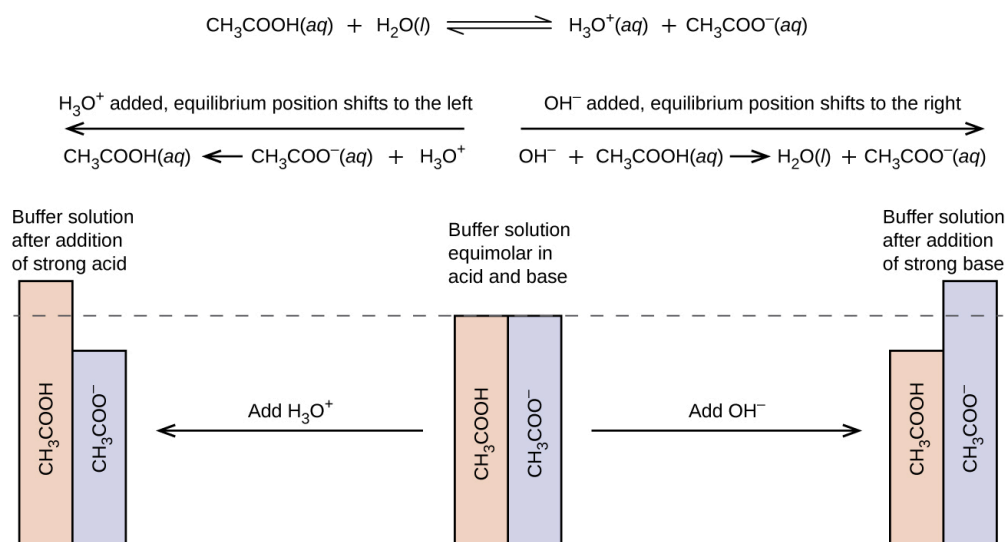 CH₃COOH(aq) + H₂O(l) ⇌ H₃O⁺(aq) + CH₃COO⁻(aq)
H₃O⁺ added, equilibrium position shifts to the left
OH⁻ added, equilibrium position shifts to the right
CH₃COOH(aq) ← CH₃COO⁻(aq) + H₃O⁺
OH⁻ + CH₃COOH(aq) → H₂O(l) + CH₃COO⁻(aq)
Buffer solution
after addition
of strong acid
Buffer solution
equimolar in
acid and base
Buffer solution
after addition
of strong base
CH₃COOH
CH₃COO⁻
Add H₃O⁺
CH₃COOH
CH₃COO⁻
Add OH⁻
CH₃COOH
CH₃COO⁻